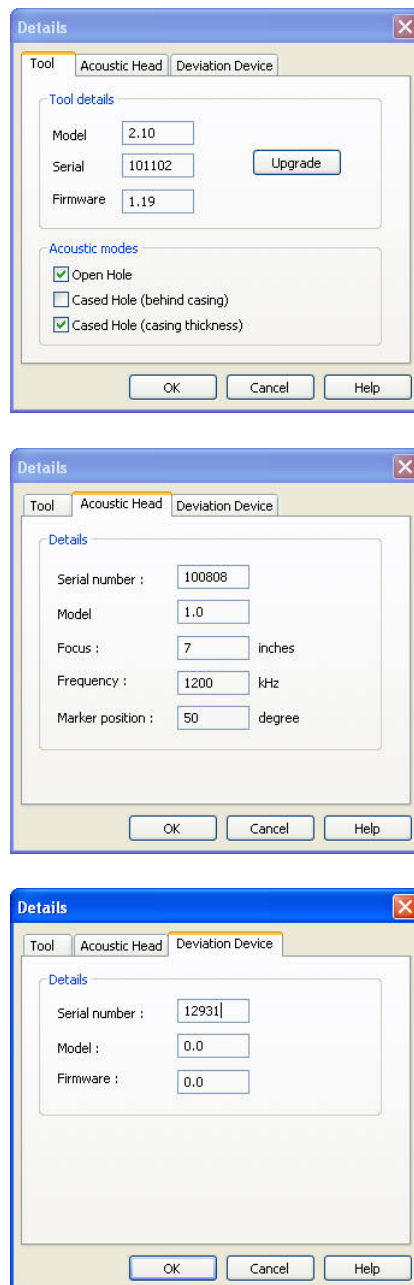 Details
Tool Acoustic Head Deviation Device
Tool details
Model 2.10
Serial 101102 Upgrade
Firmware 1.19
Acoustic modes
Open Hole
Cased Hole (behind casing)
Cased Hole (casing thickness)
OK Cancel Help
Details
Tool Acoustic Head Deviation Device
Details
Serial number : 100808
Model 1.0
Focus : 7 inches
Frequency : 1200 kHz
Marker position : 50 degree
OK Cancel Help
Details
Tool Acoustic Head Deviation Device
Details
Serial number : 12931
Model : 0.0
Firmware : 0.0
OK Cancel Help